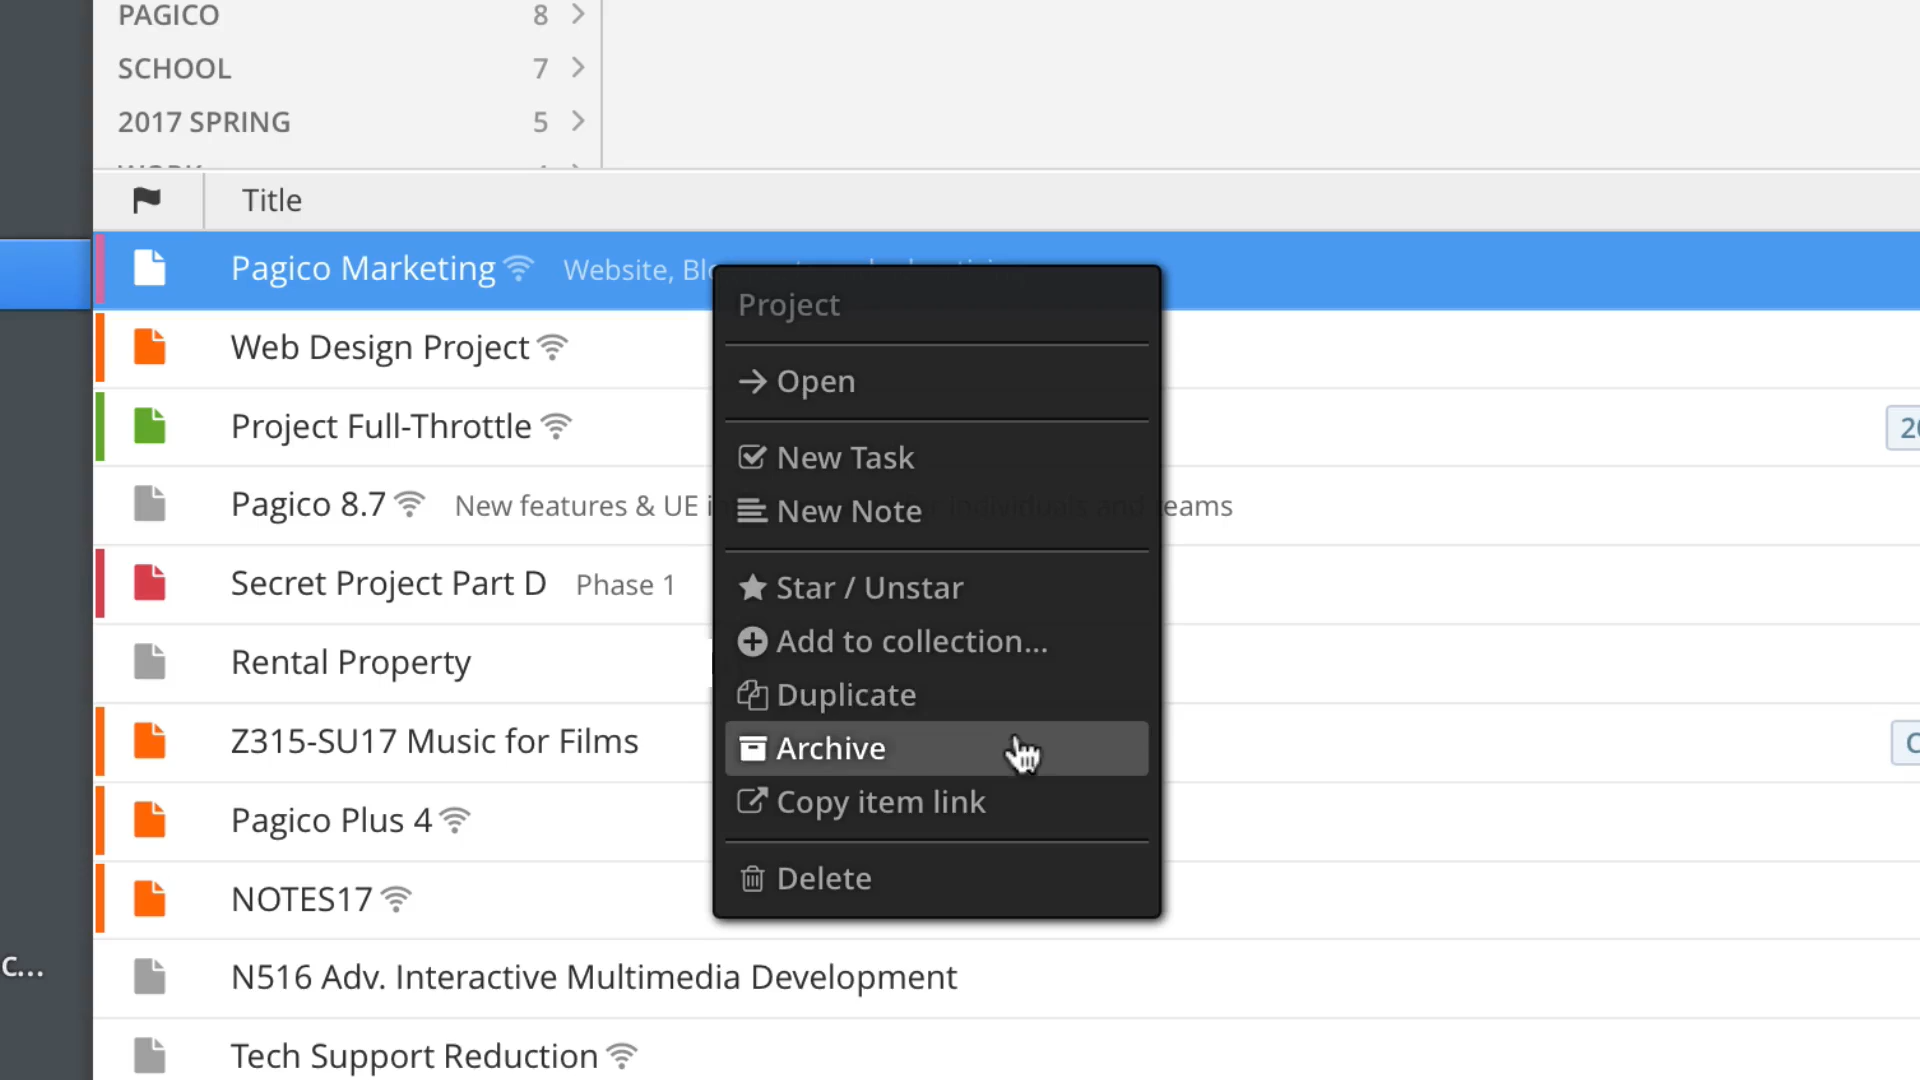 PAGICO 8
SCHOOL 7
2017 SPRING 5
Title
Pagico Marketing Website,
Project
Web Design Project
Open
Project Full-Throttle
New Task
Pagico 8.7 New features & UE individuals and teams
New Note
Secret Project Part D Phase 1
Star / Unstar
Add to collection...
Rental Property
Duplicate
Z315-SU17 Music for Films
Archive
Copy item link
Pagico Plus 4
Delete
NOTES17
c...
N516 Adv. Interactive Multimedia Development
Tech Support Reduction